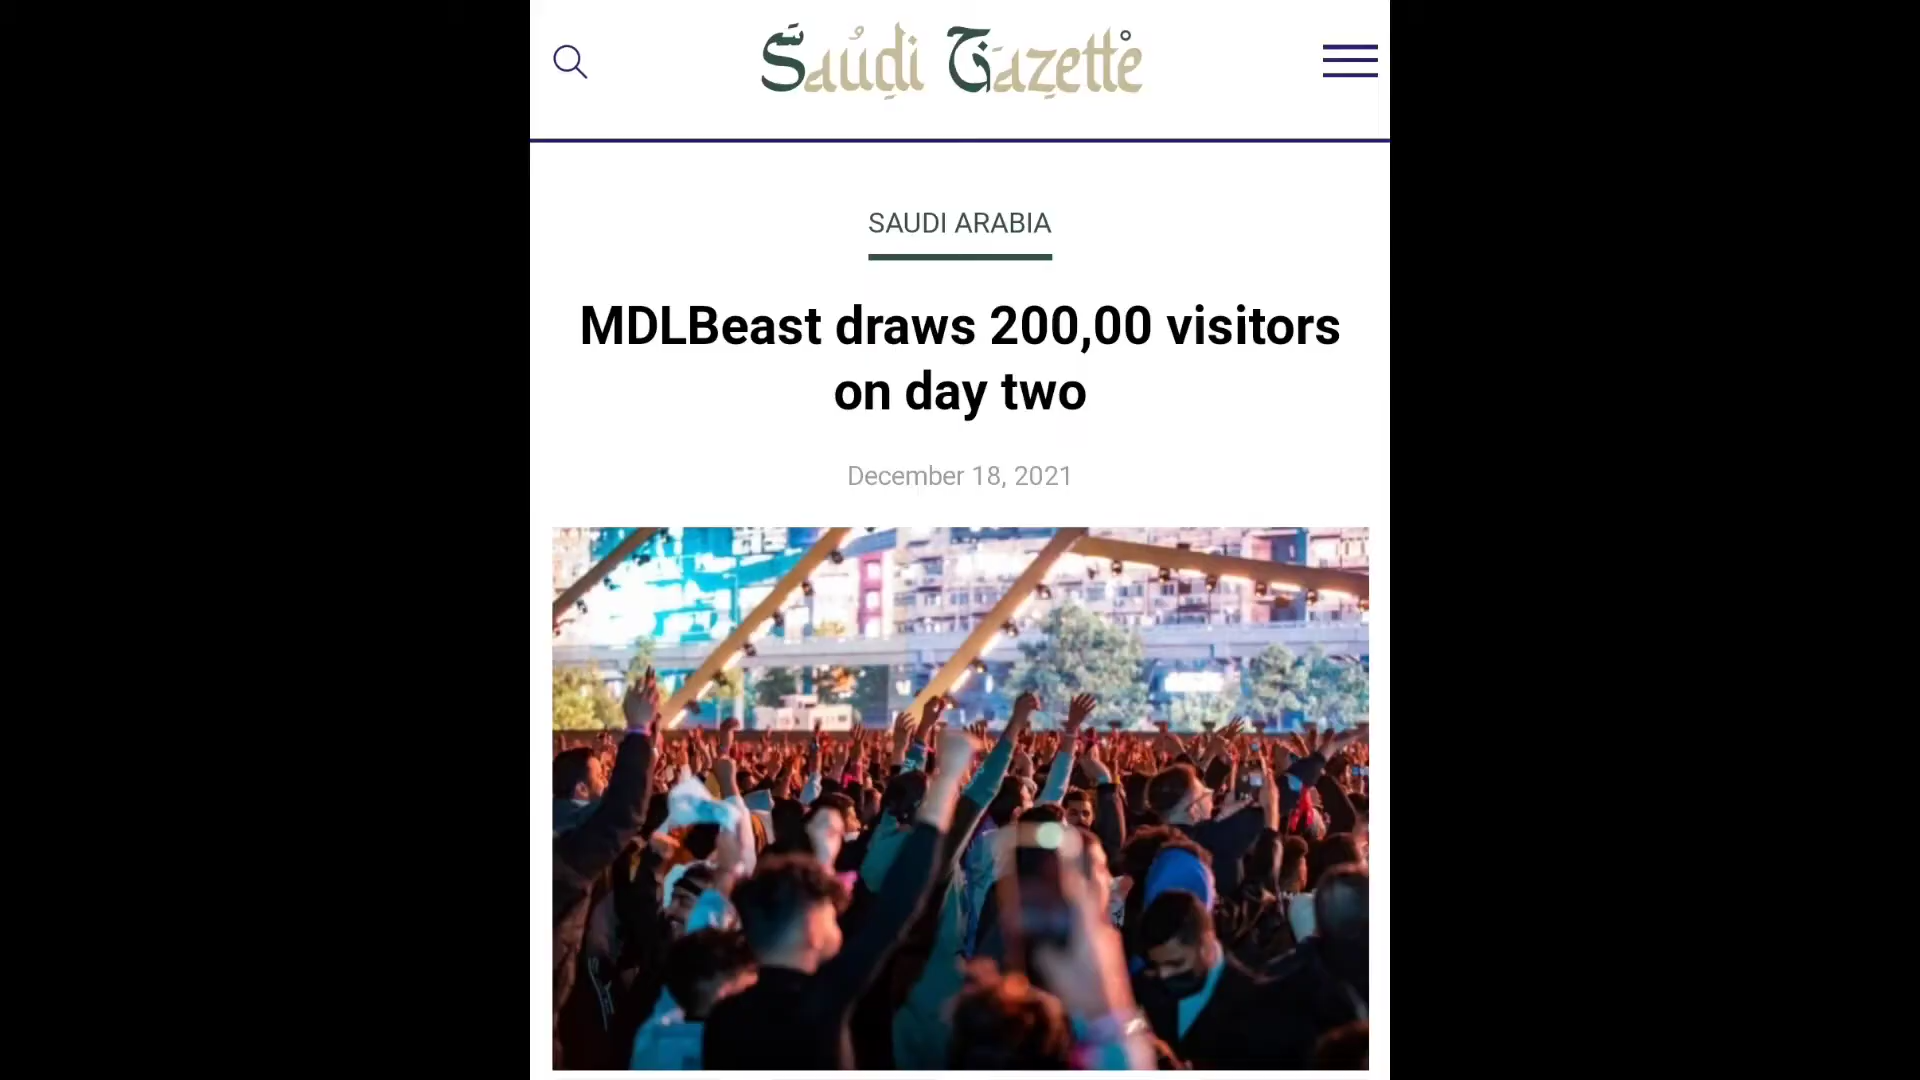 Saudi Gazette
SAUDI ARABIA
MDLBeast draws 200,00 visitors
on day two
December 18, 2021